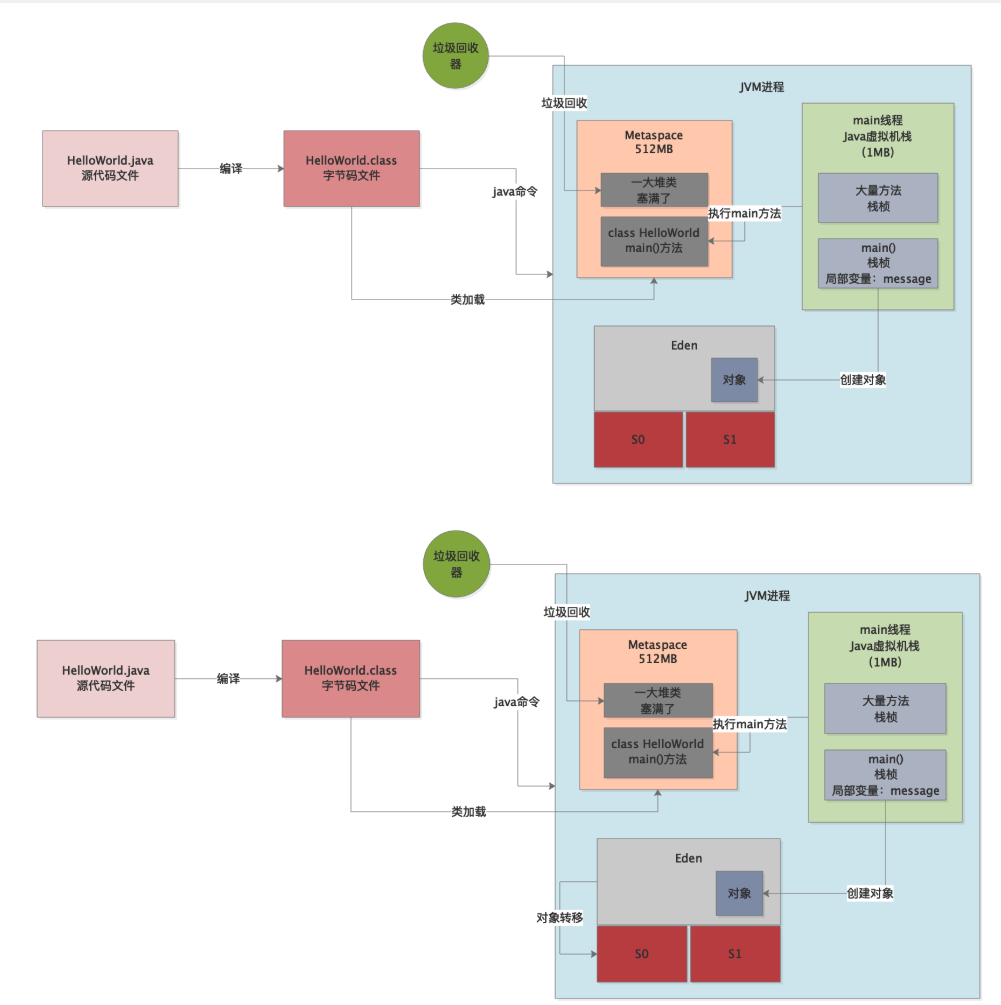 垃圾回收
器
JVM进程
垃圾回收
main线程
Java虚拟机栈
(1MB)
Metaspace
512MB
HelloWorld.java
源代码文件
编译
HelloWorld.class
字节码文件
java命令
一大堆类
塞满了
大量方法
栈桢
执行main方法
class HelloWorld
main()方法
main()
栈桢
局部变量：message
类加载
Eden
对象
创建对象
S0
S1
垃圾回收
器
JVM进程
垃圾回收
main线程
Java虚拟机栈
(1MB)
Metaspace
512MB
HelloWorld.java
源代码文件
编译
HelloWorld.class
字节码文件
java命令
一大堆类
塞满了
大量方法
栈桢
执行main方法
class HelloWorld
main()方法
main()
栈桢
局部变量：message
类加载
Eden
对象
创建对象
对象转移
S0
S1